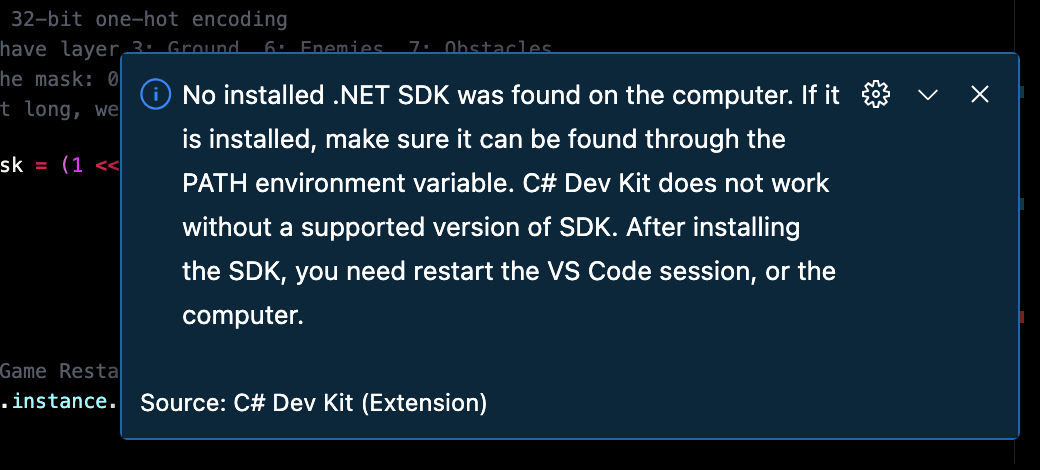 32-bit one-hot encoding
have layer 3: Ground, 6: Enemies, 7: Obstacles
he mask: 0
t long, we
No installed .NET SDK was found on the computer. If it
is installed, make sure it can be found through the
PATH environment variable. C# Dev Kit does not work
without a supported version of SDK. After installing
the SDK, you need restart the VS Code session, or the
computer.
Source: C# Dev Kit (Extension)
sk = (1 <<
Game Resta
.instance.